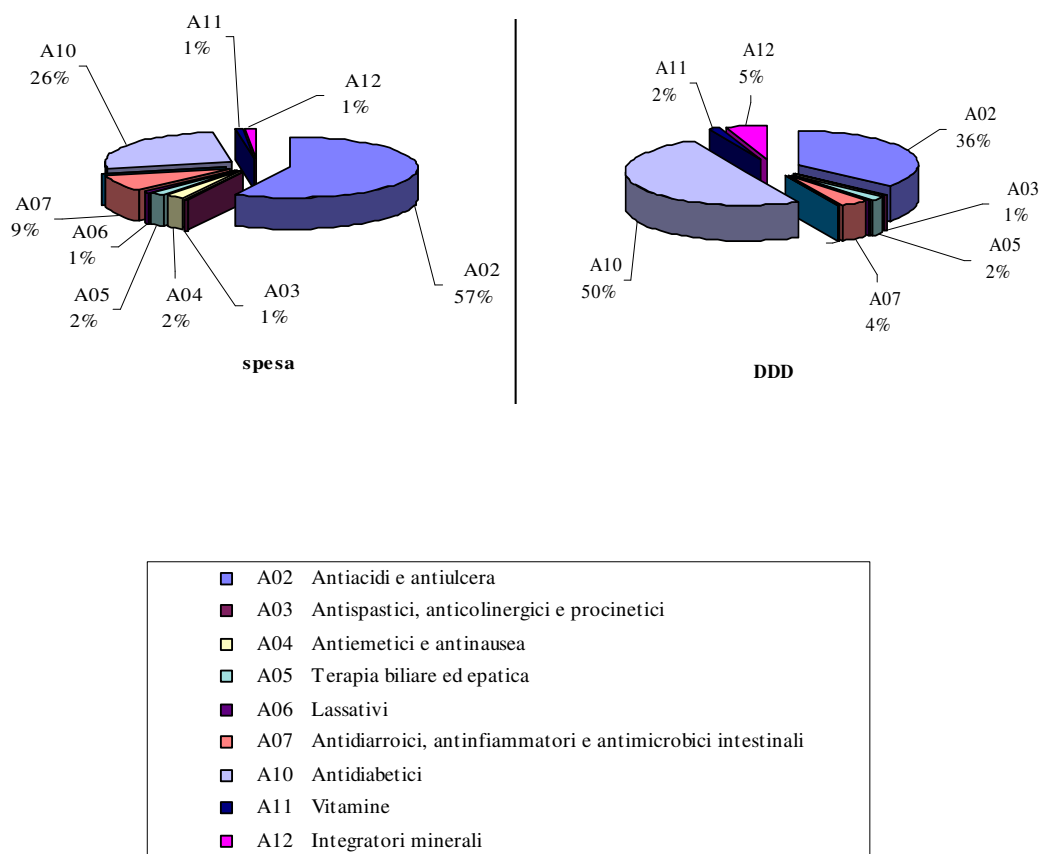 A11
1%
A10
26%
A12
1%
A07
9%
A06
1%
A05
2%
A04
2%
A03
1%
A02
57%
spesa
A12
5%
A11
2%
A02
36%
A03
1%
A05
2%
A10
50%
A07
4%
DDD
A02 Antiacidi e antiulcera
A03 Antispastici, anticolinergici e procinetici
A04 Antiemetici e antinausea
A05 Terapia biliare ed epatica
A06 Lassativi
A07 Antidiarroici, antinfiammatori e antimicrobici intestinali
A10 Antidiabetici
A11 Vitamine
A12 Integratori minerali